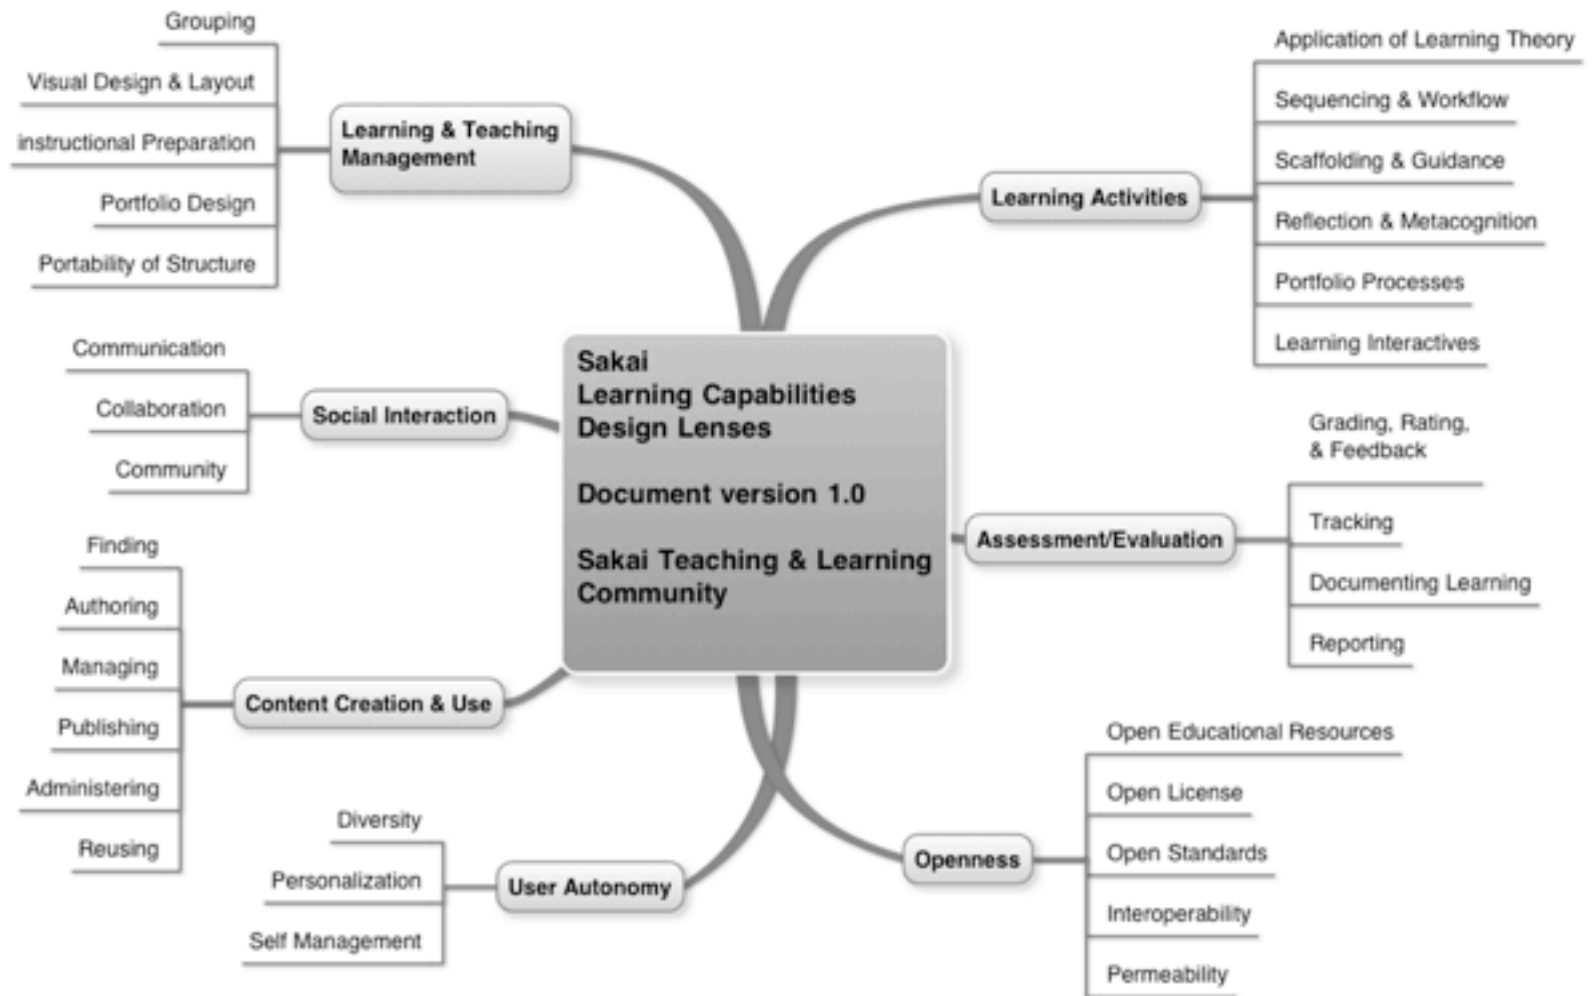 Sakai
Learning Capabilities
Design Lenses
Document version 1.0
Sakai Teaching & Learning
Community
Learning & Teaching
Management
Grouping
Visual Design & Layout
instructional Preparation
Portfolio Design
Portability of Structure
Social Interaction
Communication
Collaboration
Community
Content Creation & Use
Finding
Authoring
Managing
Publishing
Administering
Reusing
User Autonomy
Diversity
Personalization
Self Management
Learning Activities
Application of Learning Theory
Sequencing & Workflow
Scaffolding & Guidance
Reflection & Metacognition
Portfolio Processes
Learning Interactives
Assessment/Evaluation
Grading, Rating,
& Feedback
Tracking
Documenting Learning
Reporting
Openness
Open Educational Resources
Open License
Open Standards
Interoperability
Permeability